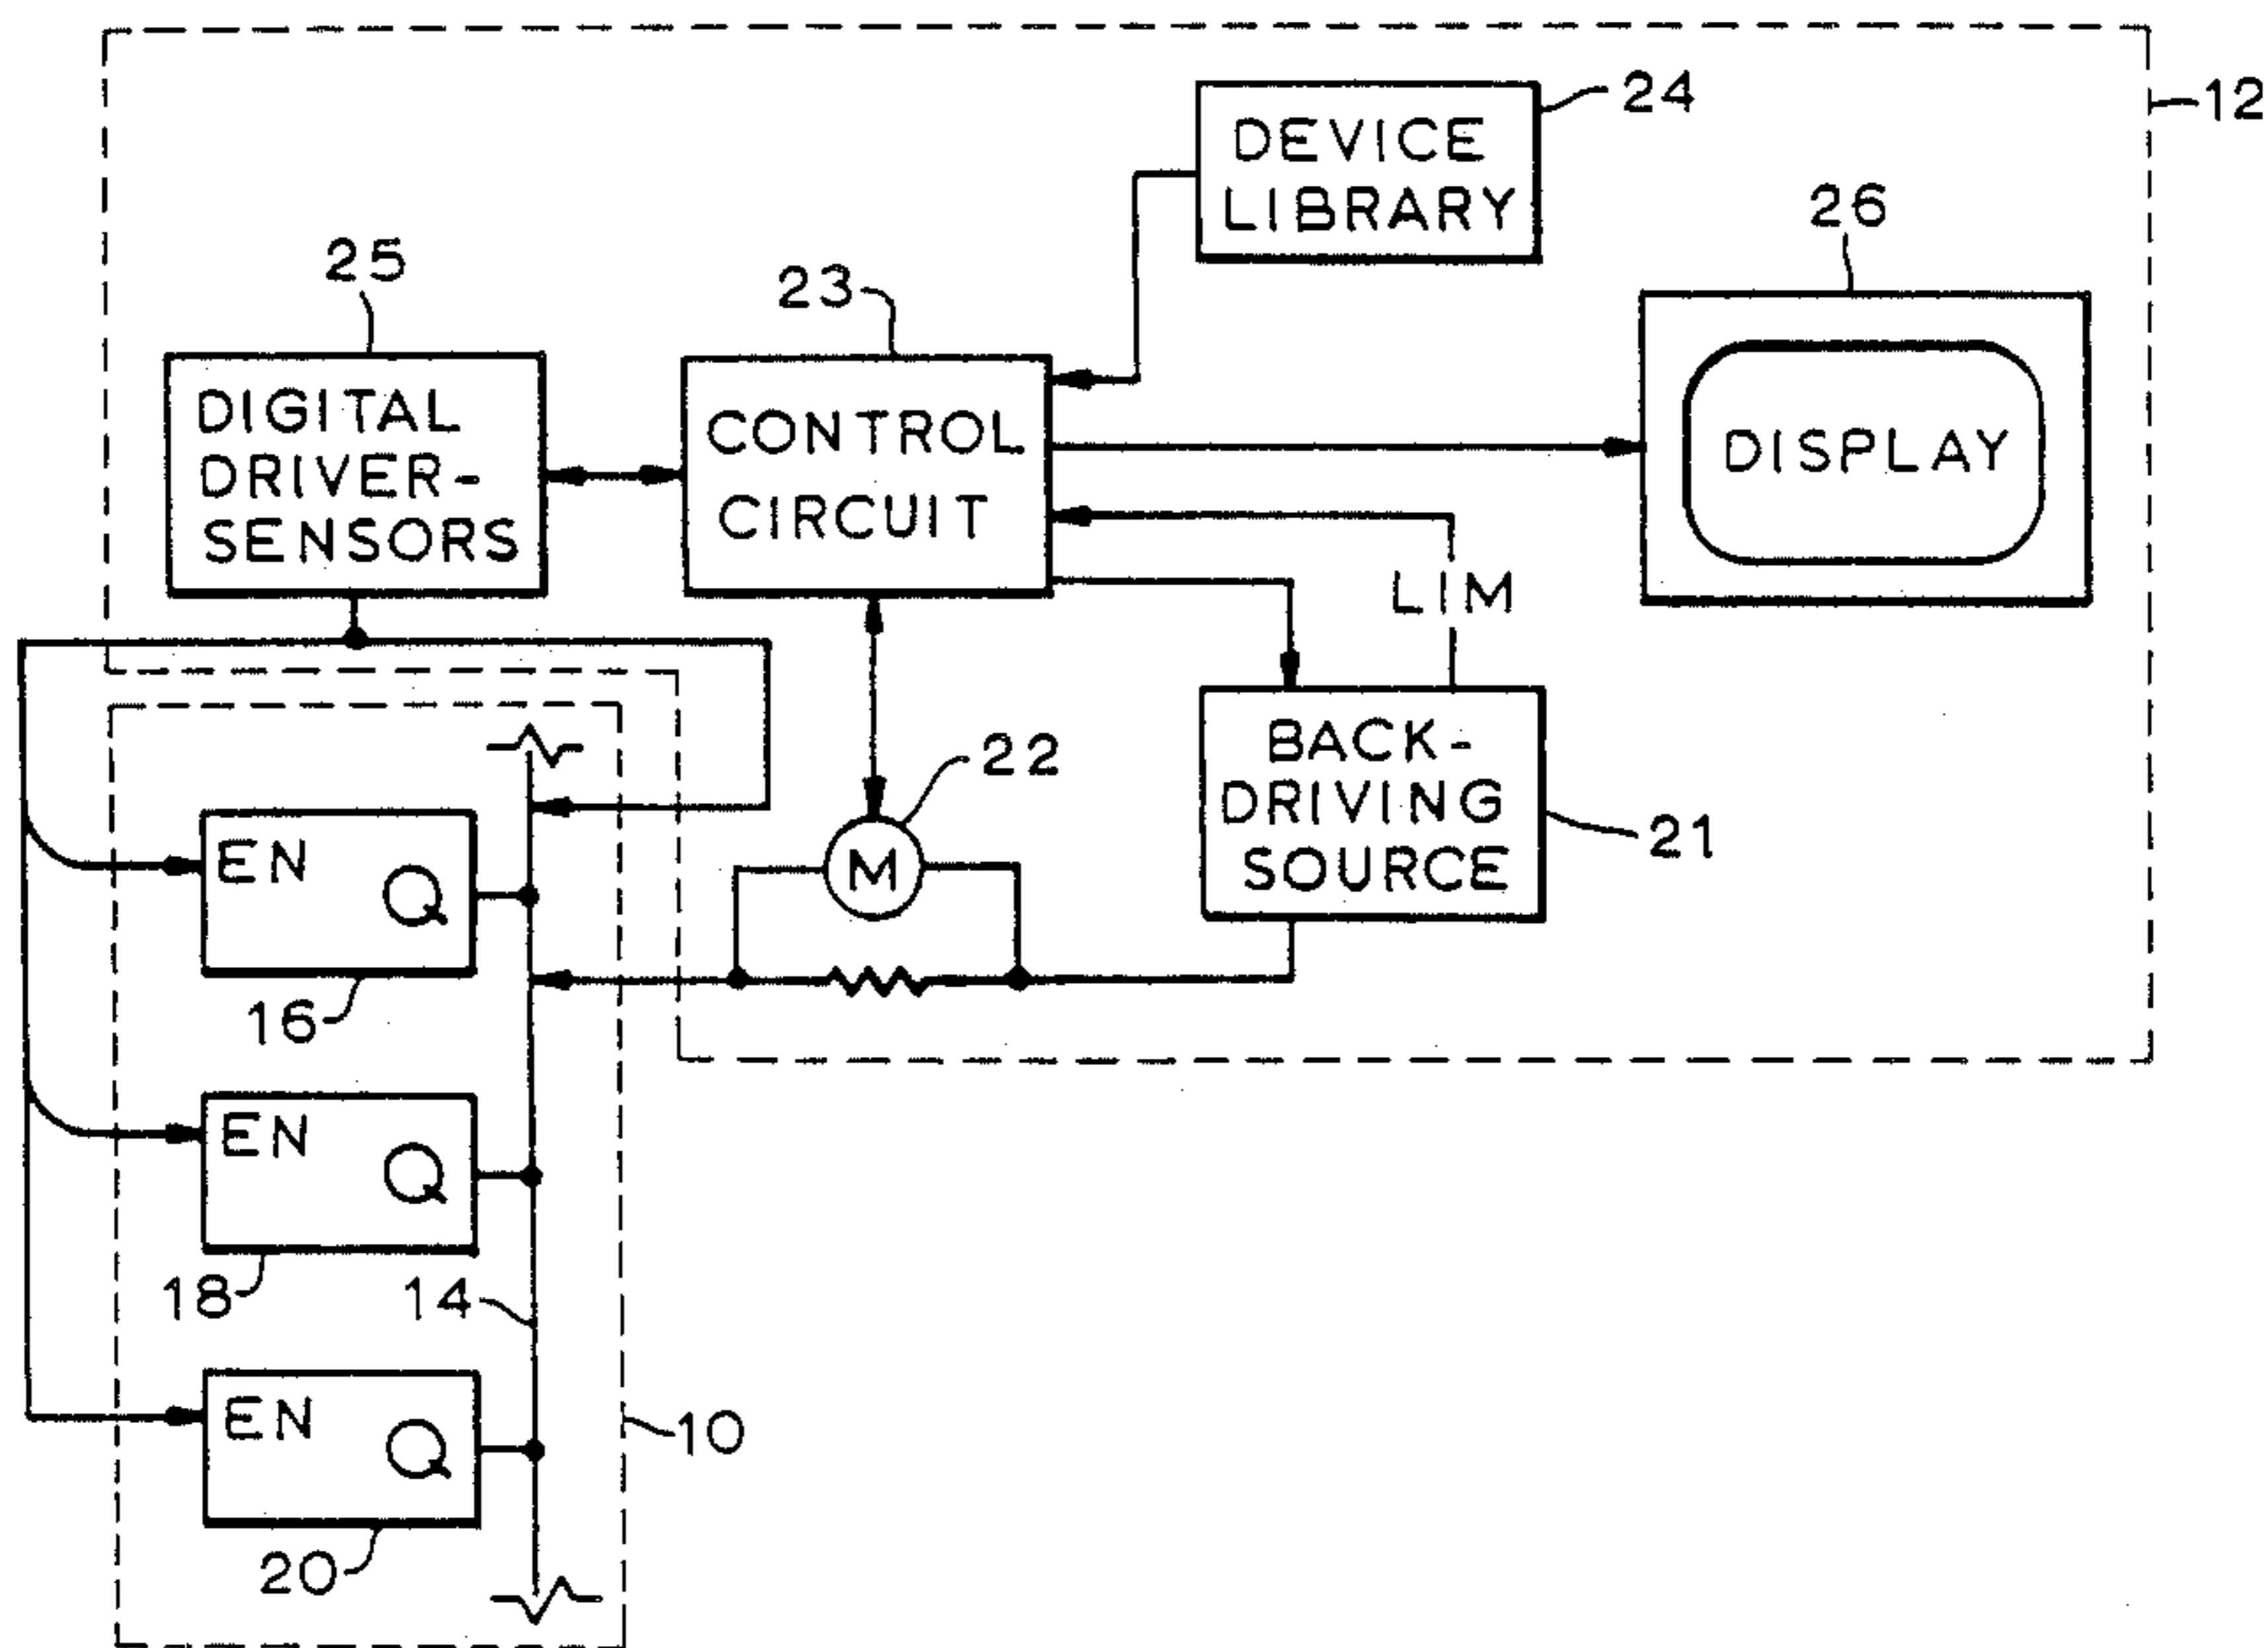 24
12
DEVICE
LIBRARY
26
25
23
DIGITAL
DRIVER-
SENSORS
CONTROL
CIRCUIT
DISPLAY
LIM
BACK-
DRIVING
SOURCE
22
21
M
EN
Q
16
EN
Q
18
14
EN
Q
10
20